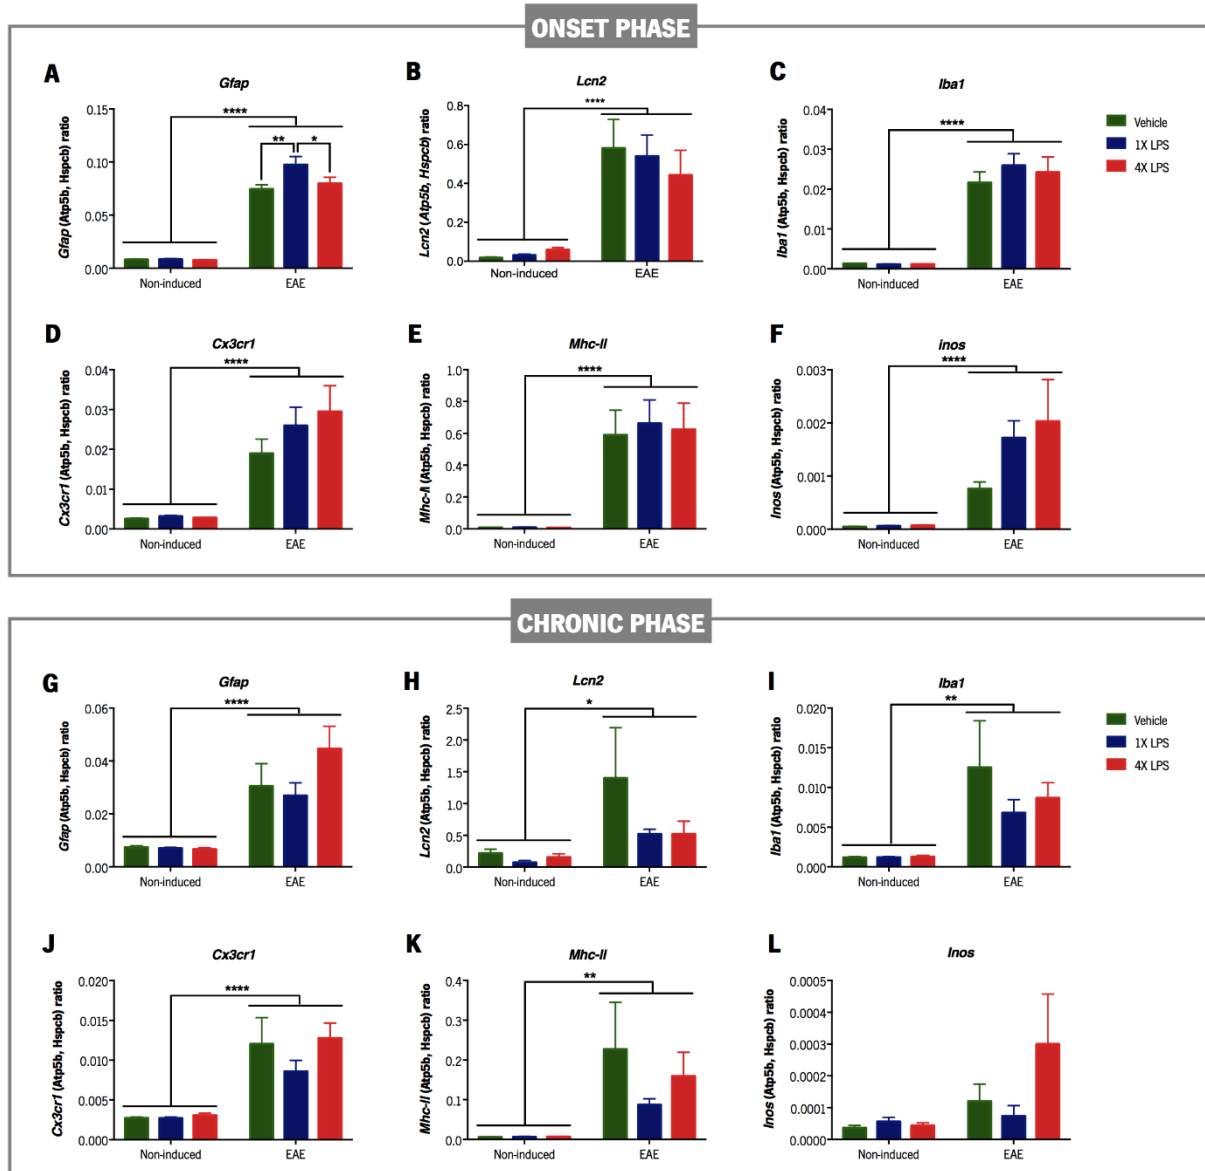 ONSET PHASE
A
Gfap
Gfap (Atp5b, Hspcb) ratio
0.15
0.10
0.05
0.00
****
**
*
Non-induced
EAE
B
Lcn2
Lcn2 (Atp5b, Hspcb) ratio
0.8
0.6
0.4
0.2
0.0
****
Non-induced
EAE
C
Iba1
Iba1 (Atp5b, Hspcb) ratio
0.04
0.03
0.02
0.01
0.00
****
Non-induced
EAE
Vehicle
1X LPS
4X LPS
D
Cx3cr1
Cx3cr1 (Atp5b, Hspcb) ratio
0.04
0.03
0.02
0.01
0.00
****
Non-induced
EAE
E
Mhc-II
Mhc-II (Atp5b, Hspcb) ratio
1.0
0.8
0.6
0.4
0.2
0.0
****
Non-induced
EAE
F
inos
Inos (Atp5b, Hspcb) ratio
0.003
0.002
0.001
0.000
****
Non-induced
EAE
CHRONIC PHASE
G
Gfap
Gfap (Atp5b, Hspcb) ratio
0.06
0.04
0.02
0.00
****
Non-induced
EAE
H
Lcn2
Lcn2 (Atp5b, Hspcb) ratio
2.5
2.0
1.5
1.0
0.5
0.0
*
Non-induced
EAE
I
Iba1
Iba1 (Atp5b, Hspcb) ratio
0.020
0.015
0.010
0.005
0.000
**
Non-induced
EAE
Vehicle
1X LPS
4X LPS
J
Cx3cr1
Cx3cr1 (Atp5b, Hspcb) ratio
0.020
0.015
0.010
0.005
0.000
****
Non-induced
EAE
K
Mhc-II
Mhc-II (Atp5b, Hspcb) ratio
0.4
0.3
0.2
0.1
0.0
**
Non-induced
EAE
L
Inos
Inos (Atp5b, Hspcb) ratio
0.0005
0.0004
0.0003
0.0002
0.0001
0.0000
Non-induced
EAE